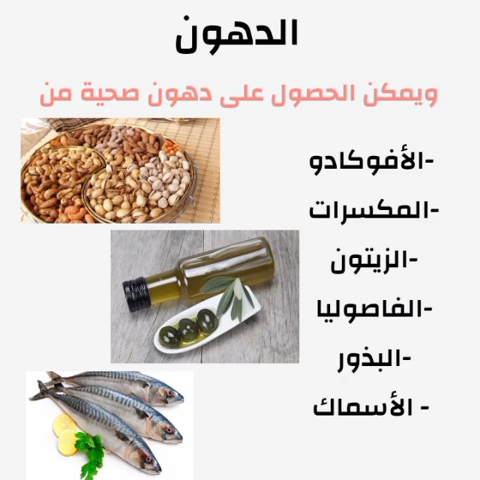 الدهون
ويمكن الحصول على دهون صحية من
-الأفوكادو
-المكسرات
-الزيتون
-الفاصوليا
-البذور
- الأسماك